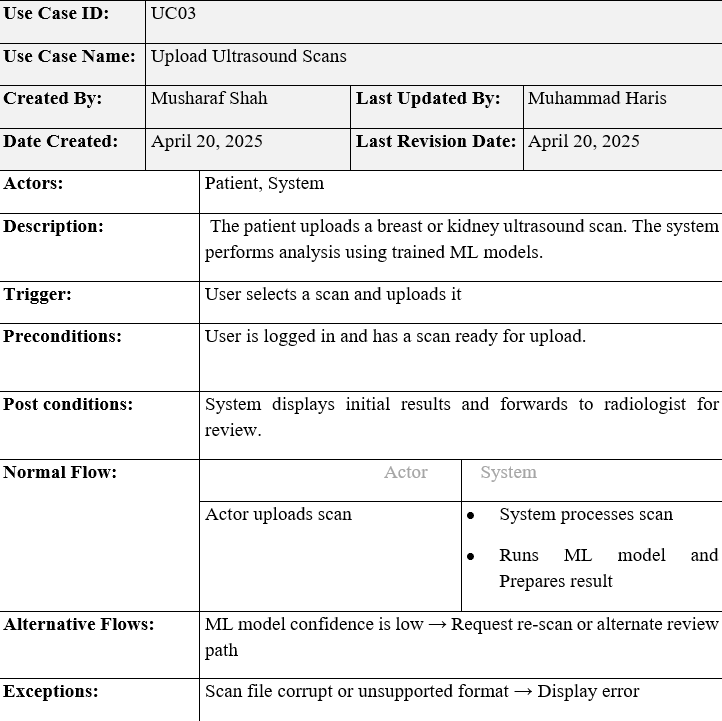 Use Case ID: UC03
Use Case Name: Upload Ultrasound Scans
Created By: Musharaf Shah Last Updated By: Muhammad Haris
Date Created: April 20, 2025 Last Revision Date: April 20, 2025
Actors: Patient, System
Description: The patient uploads a breast or kidney ultrasound scan. The system
performs analysis using trained ML models.
Trigger: User selects a scan and uploads it
Preconditions: User is logged in and has a scan ready for upload.
Post conditions: System displays initial results and forwards to radiologist for
review.
Normal Flow: Actor System
Actor uploads scan ● System processes scan
● Runs ML model and
Prepares result
Alternative Flows: ML model confidence is low → Request re-scan or alternate review
path
Exceptions: Scan file corrupt or unsupported format → Display error